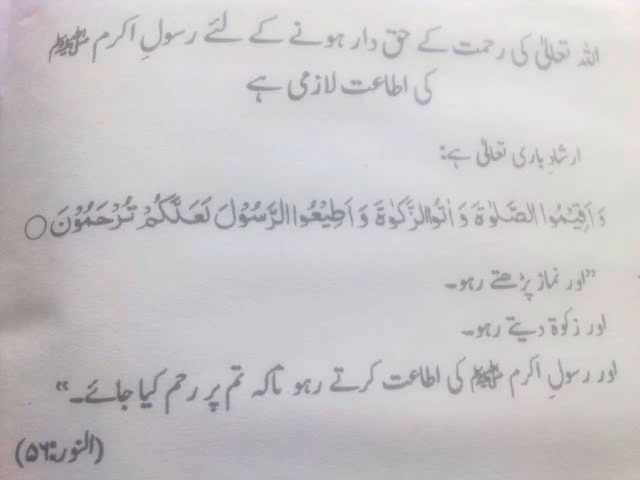 اللہ تعالیٰ کی رحمت کے حق دار ہونے کے لئے رسولِ اکرم ﷺ
کی اطاعت لازمی ہے
ارشادِ باری تعالیٰ ہے:
وَ اَقِیْمُوا الصَّلٰوةَ وَ اٰتُوا الزَّكٰوةَ وَ اَطِیْعُوا الرَّسُوْلَ لَعَلَّكُمْ تُرْحَمُوْنَ ○
”اور نماز پڑھتے رہو۔
اور زکوۃ دیتے رہو۔
اور رسولِ اکرم ﷺ کی اطاعت کرتے رہو تاکہ تم پر رحم کیا جائے۔“
(النور:۵۶)